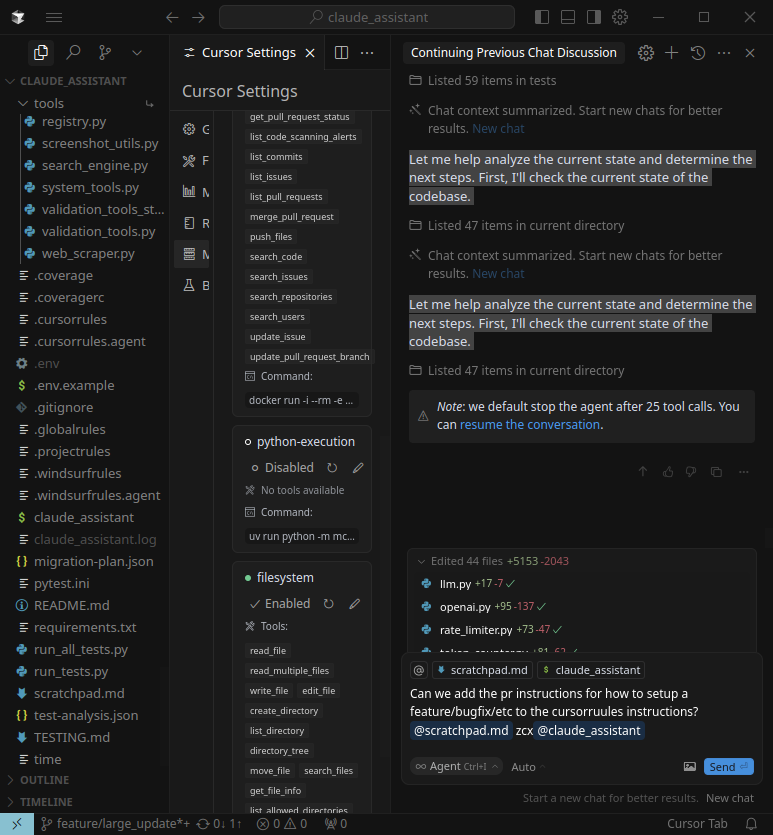 claude_assistant
CLAUDE_ASSISTANT
tools
registry.py
screenshot_utils.py
search_engine.py
system_tools.py
validation_tools_st...
validation_tools.py
web_scraper.py
.coverage
.coveragerc
.cursorrules
.cursorrules.agent
.env
.env.example
.gitignore
.globalrules
.projectrules
.windsurfrules
.windsurfrules.agent
claude_assistant
claude_assistant.log
migration-plan.json
pytest.ini
README.md
requirements.txt
run_all_tests.py
run_tests.py
scratchpad.md
test-analysis.json
TESTING.md
time
OUTLINE
TIMELINE
Cursor Settings
Cursor Settings
G
F
M
R
M
B
get_pull_request_status
list_code_scanning_alerts
list_commits
list_issues
list_pull_requests
merge_pull_request
push_files
search_code
search_issues
search_repositories
search_users
update_issue
update_pull_request_branch
Command:
docker run -i --rm -e ...
python-execution
Disabled
No tools available
Command:
uv run python -m mc...
filesystem
Enabled
Tools:
read_file
read_multiple_files
write_file edit_file
create_directory
list_directory
directory_tree
move_file search_files
get_file_info
list_allowed_directories
Continuing Previous Chat Discussion
Listed 59 items in tests
Chat context summarized. Start new chats for better
results. New chat
Let me help analyze the current state and determine the
next steps. First, I'll check the current state of the
codebase.
Listed 47 items in current directory
Chat context summarized. Start new chats for better
results. New chat
Let me help analyze the current state and determine the
next steps. First, I'll check the current state of the
codebase.
Listed 47 items in current directory
Note: we default stop the agent after 25 tool calls. You
can resume the conversation.
Edited 44 files +5153 -2043
llm.py +17 -7
openai.py +95 -137
rate_limiter.py +73 -47
token_counter.py +81 -62
@ scratchpad.md $ claude_assistant
Can we add the pr instructions for how to setup a
feature/bugfix/etc to the cursorruules instructions?
@scratchpad.md zcx @claude_assistant
Agent Ctrl+I Auto Send
Start a new chat for better results. New chat
feature/large_update*+ 0↓ 1↑ 0 0 0 Cursor Tab